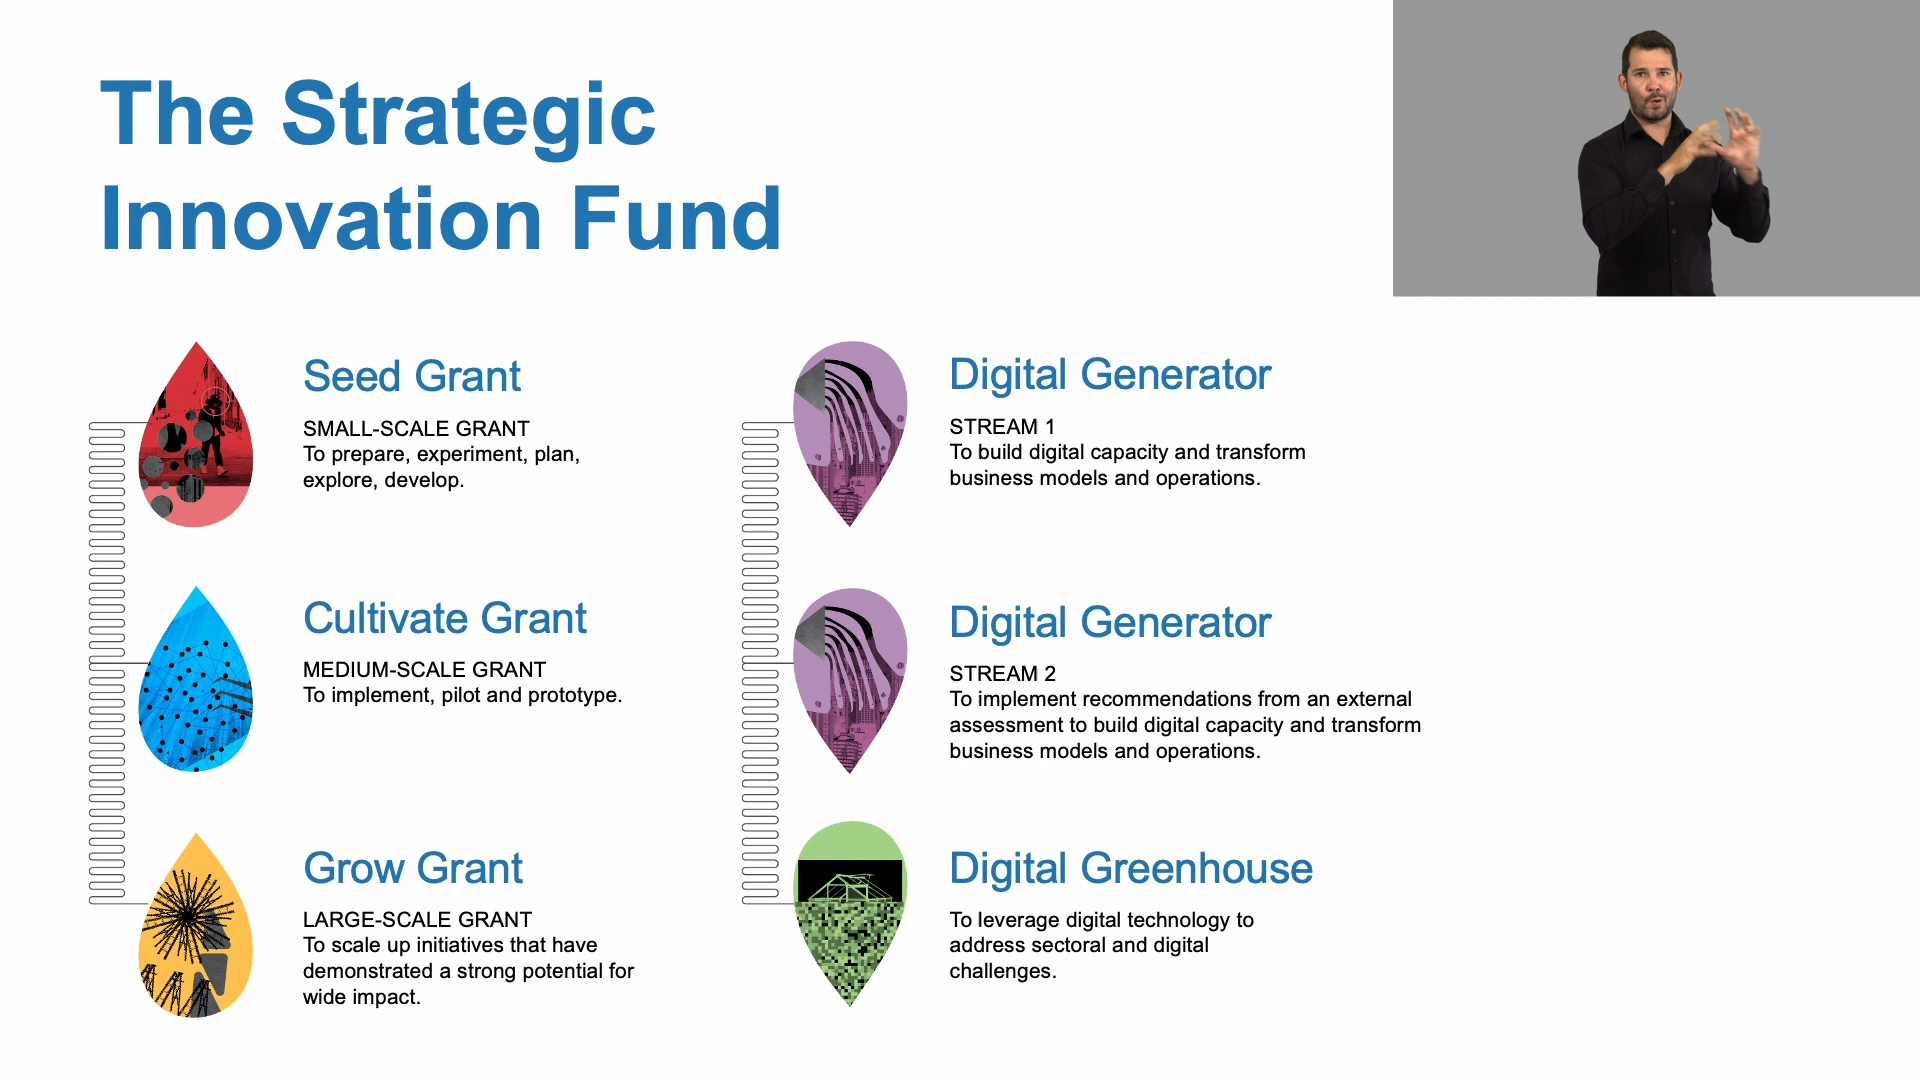 The Strategic
Innovation Fund
Seed Grant
SMALL-SCALE GRANT
To prepare, experiment, plan,
explore, develop.
Cultivate Grant
MEDIUM-SCALE GRANT
To implement, pilot and prototype.
Grow Grant
LARGE-SCALE GRANT
To scale up initiatives that have
demonstrated a strong potential for
wide impact.
Digital Generator
STREAM 1
To build digital capacity and transform
business models and operations.
Digital Generator
STREAM 2
To implement recommendations from an external
assessment to build digital capacity and transform
business models and operations.
Digital Greenhouse
To leverage digital technology to
address sectoral and digital
challenges.